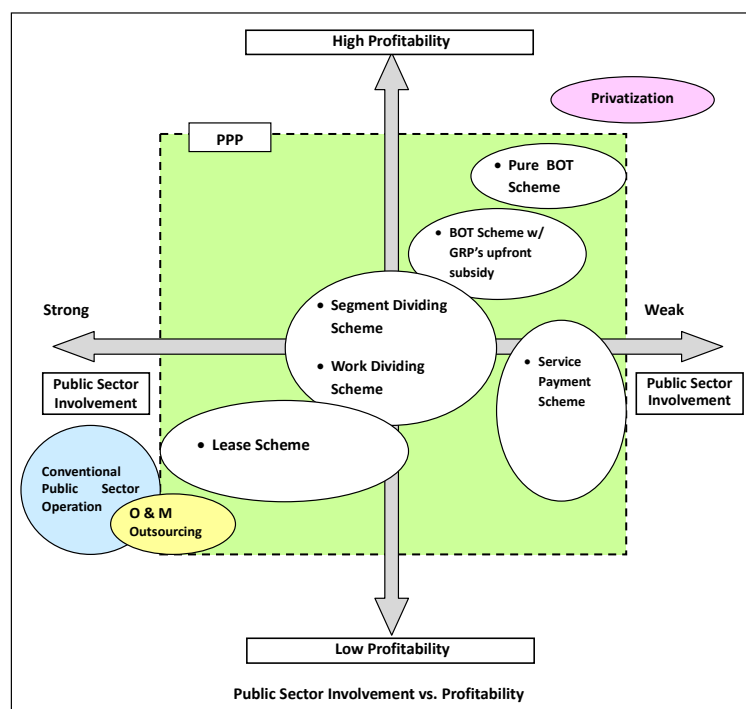 High Profitability
Privatization
PPP
• Pure BOT
Scheme
• BOT Scheme w/
GRP's upfront
subsidy
• Segment Dividing
Scheme
• Work Dividing
Scheme
Strong
Weak
• Service
Payment
Scheme
Public Sector
Involvement
Public Sector
Involvement
• Lease Scheme
Conventional
Public Sector
Operation
O & M
Outsourcing
Low Profitability
Public Sector Involvement vs. Profitability